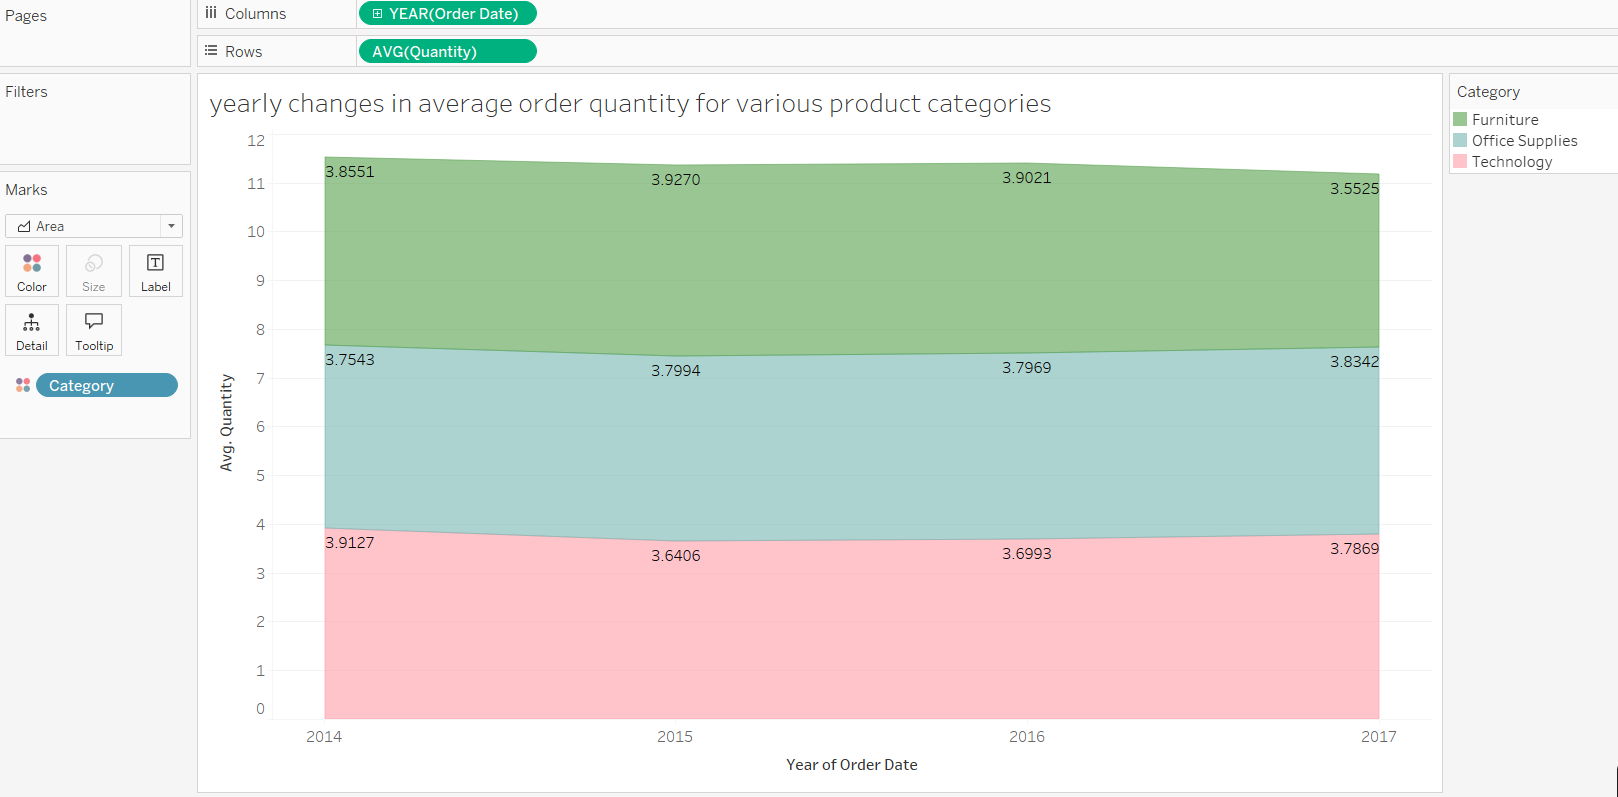 Pages
Columns
YEAR(Order Date)
Rows
AVG(Quantity)
Filters
Marks
Area
Color
Size
Label
Detail
Tooltip
Category
yearly changes in average order quantity for various product categories
12
11
10
9
8
7
6
5
4
3
2
1
0
Avg. Quantity
3.8551
3.9270
3.9021
3.5525
3.7543
3.7994
3.7969
3.8342
3.9127
3.6406
3.6993
3.7869
2014
2015
2016
2017
Year of Order Date
Category
Furniture
Office Supplies
Technology